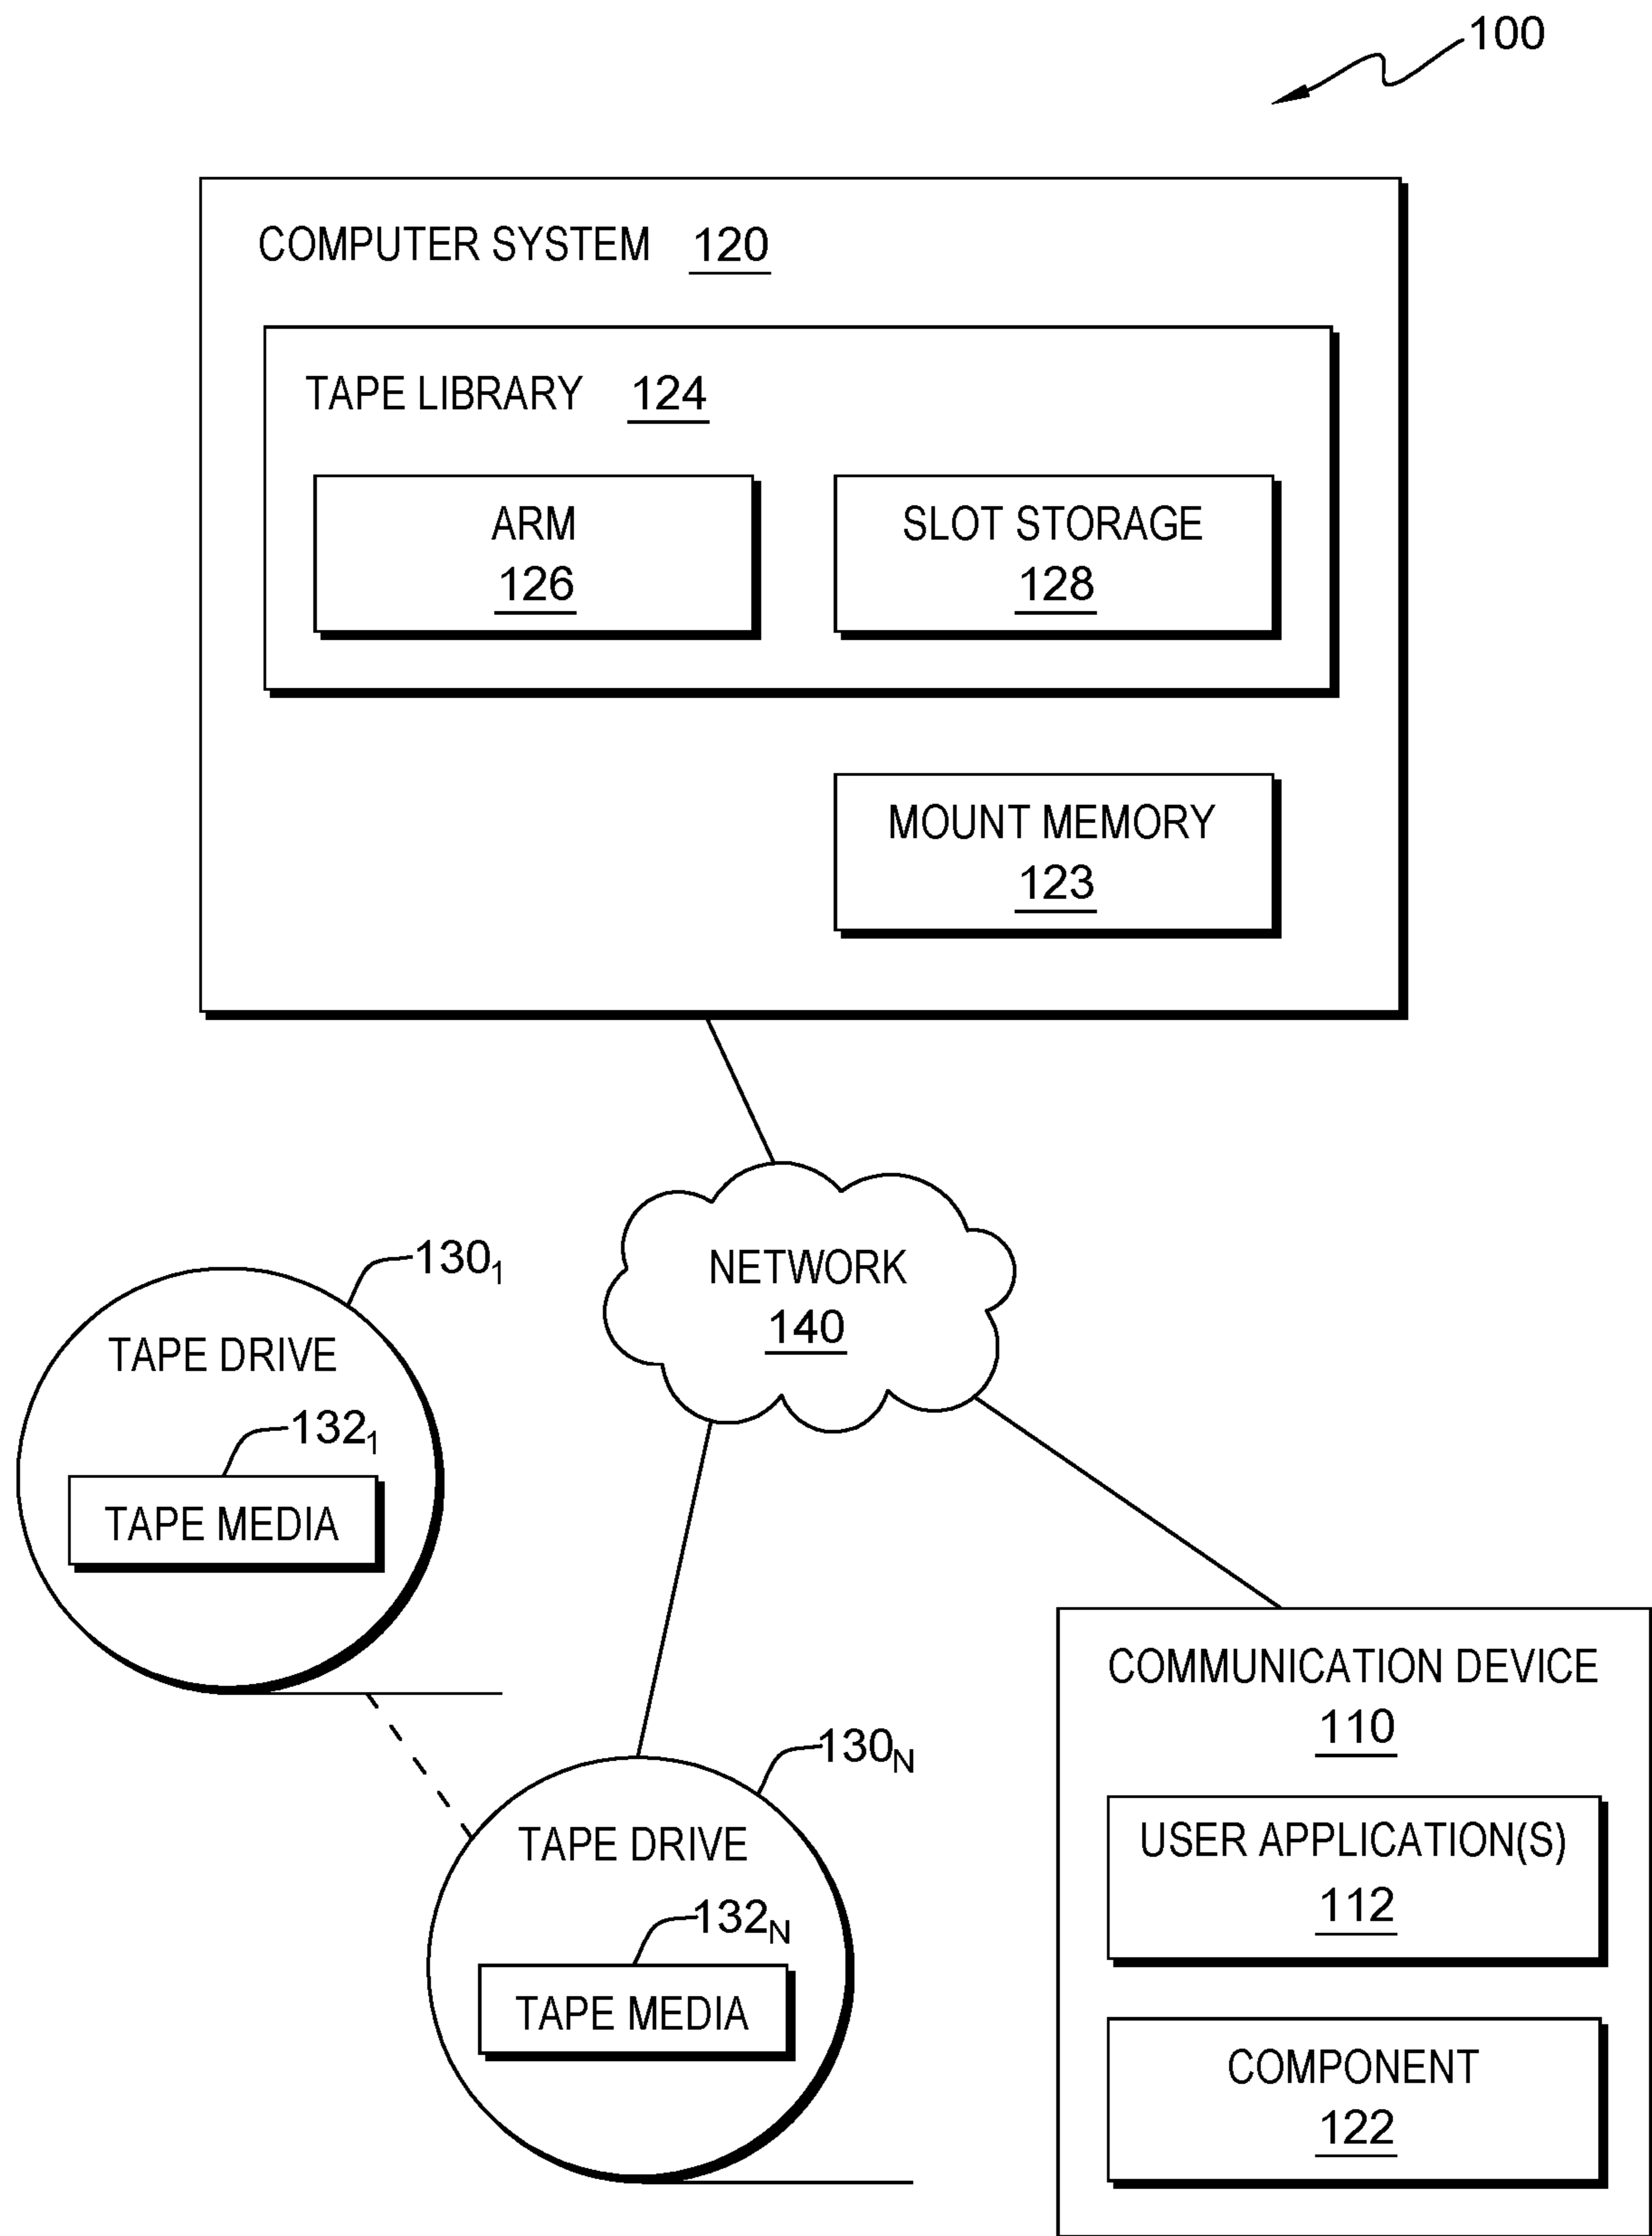 100
COMPUTER SYSTEM 120
TAPE LIBRARY 124
ARM
126
SLOT STORAGE
128
MOUNT MEMORY
123
NETWORK
140
130₁
TAPE DRIVE
132₁
TAPE MEDIA
130N
TAPE DRIVE
132N
TAPE MEDIA
COMMUNICATION DEVICE
110
USER APPLICATION(S)
112
COMPONENT
122